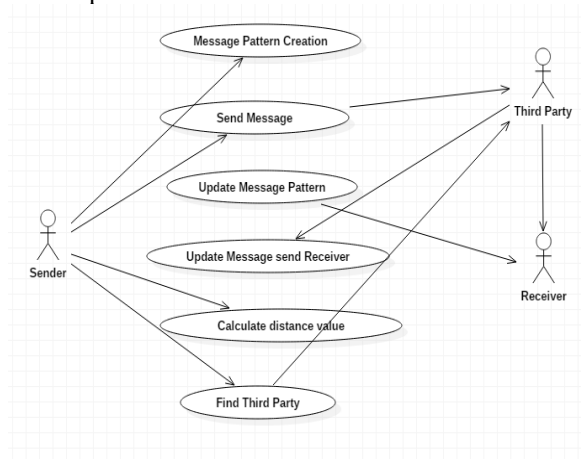 Message Pattern Creation
Send Message
Third Party
Update Message Pattern
Update Message send Receiver
Sender
Receiver
Calculate distance value
Find Third Party